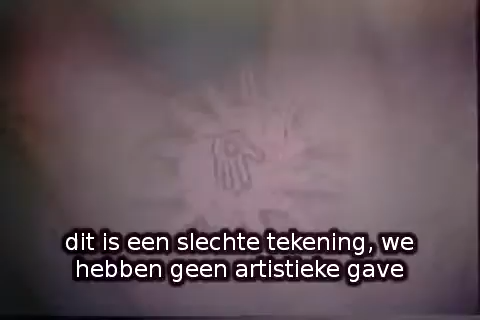 dit is een slechte tekening, we
hebben geen artistieke gave